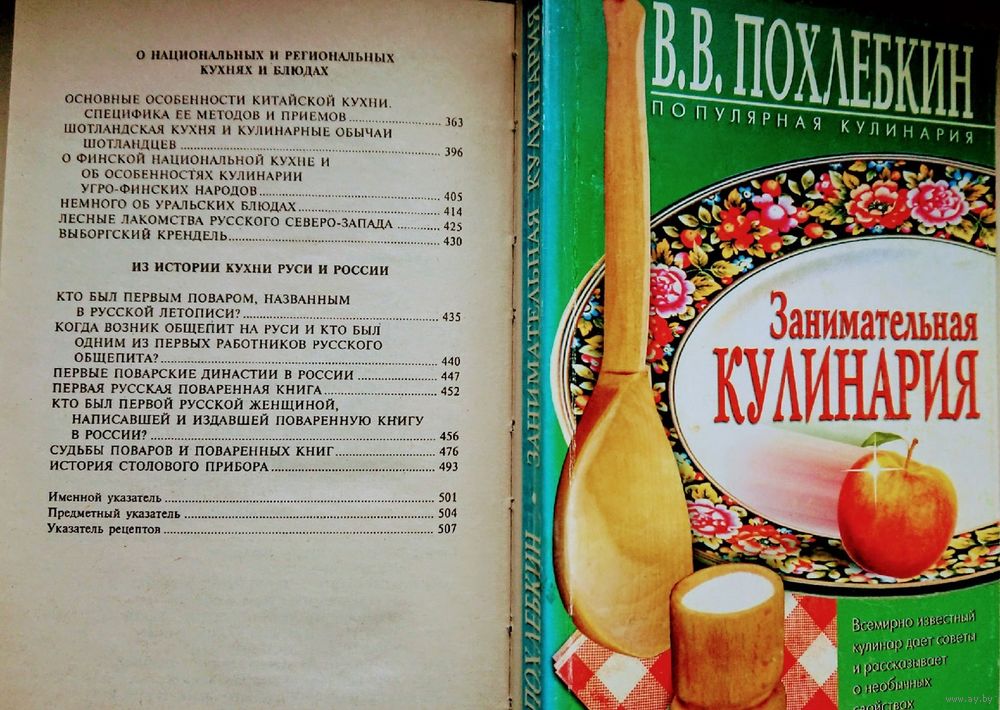 О НАЦИОНАЛЬНЫХ И РЕГИОНАЛЬНЫХ
КУХНЯХ И БЛЮДАХ
ОСНОВНЫЕ ОСОБЕННОСТИ КИТАЙСКОЙ КУХНИ.
СПЕЦИФИКА ЕЕ МЕТОДОВ И ПРИЕМОВ 363
ШОТЛАНДСКАЯ КУХНЯ И КУЛИНАРНЫЕ ОБЫЧАИ
ШОТЛАНДЦЕВ 396
О ФИНСКОЙ НАЦИОНАЛЬНОЙ КУХНЕ И
ОБ ОСОБЕННОСТЯХ КУЛИНАРИИ
УГРО-ФИНСКИХ НАРОДОВ 405
НЕМНОГО ОБ УРАЛЬСКИХ БЛЮДАХ 414
ЛЕСНЫЕ ЛАКОМСТВА РУССКОГО СЕВЕРО-ЗАПАДА 425
ВЫБОРГСКИЙ КРЕНДЕЛЬ 430
ИЗ ИСТОРИИ КУХНИ РУСИ И РОССИИ
КТО БЫЛ ПЕРВЫМ ПОВАРОМ, НАЗВАННЫМ
В РУССКОЙ ЛЕТОПИСИ? 435
КОГДА ВОЗНИК ОБЩЕПИТ НА РУСИ И КТО БЫЛ
ОДНИМ ИЗ ПЕРВЫХ РАБОТНИКОВ РУССКОГО
ОБЩЕПИТА? 440
ПЕРВЫЕ ПОВАРСКИЕ ДИНАСТИИ В РОССИИ 447
ПЕРВАЯ РУССКАЯ ПОВАРЕННАЯ КНИГА 452
КТО БЫЛ ПЕРВОЙ РУССКОЙ ЖЕНЩИНОЙ,
НАПИСАВШЕЙ И ИЗДАВШЕЙ ПОВАРЕННУЮ КНИГУ
В РОССИИ? 456
СУДЬБЫ ПОВАРОВ И ПОВАРЕННЫХ КНИГ 476
ИСТОРИЯ СТОЛОВОГО ПРИБОРА 493
Именной указатель 501
Предметный указатель 504
Указатель рецептов 507
ПОХЛЕБКИН • ЗАНИМАТЕЛЬНАЯ КУЛИНАРИЯ
В.В. ПОХЛЕБКИН
ПОПУЛЯРНАЯ КУЛИНАРИЯ
Занимательная
КУЛИНАРИЯ
Всемирно известный
кулинар дает советы
и рассказывает
о необычных
свойствах
www.ay.by